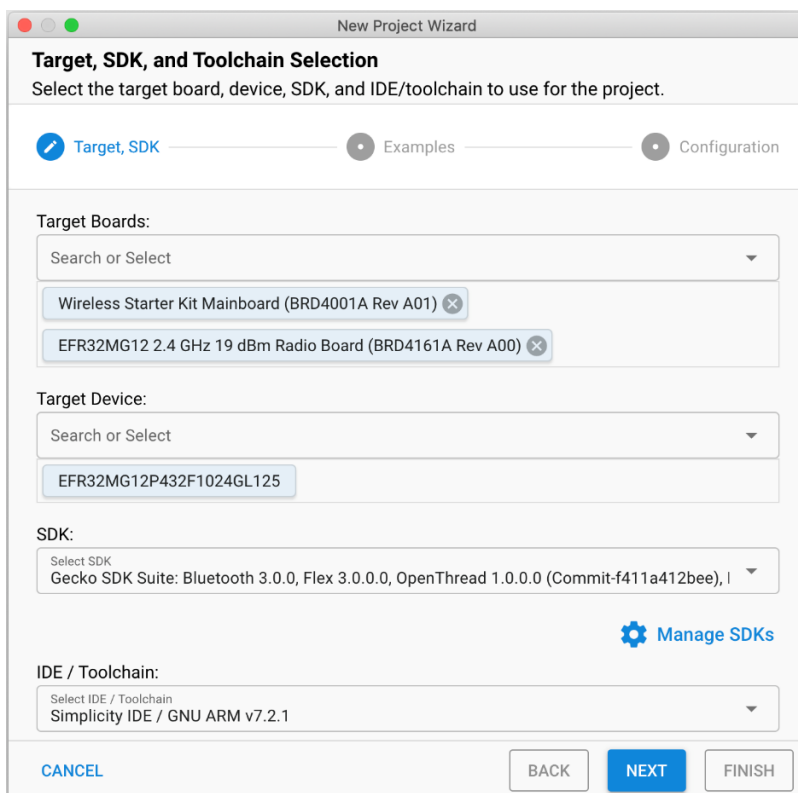 New Project Wizard
Target, SDK, and Toolchain Selection
Select the target board, device, SDK, and IDE/toolchain to use for the project.
Target, SDK
Examples
Configuration
Target Boards:
Search or Select
Wireless Starter Kit Mainboard (BRD4001A Rev A01)
EFR32MG12 2.4 GHz 19 dBm Radio Board (BRD4161A Rev A00)
Target Device:
Search or Select
EFR32MG12P432F1024GL125
SDK:
Select SDK
Gecko SDK Suite: Bluetooth 3.0.0, Flex 3.0.0.0, OpenThread 1.0.0.0 (Commit-f411a412bee),
Manage SDKs
IDE / Toolchain:
Select IDE / Toolchain
Simplicity IDE / GNU ARM v7.2.1
CANCEL
BACK
NEXT
FINISH